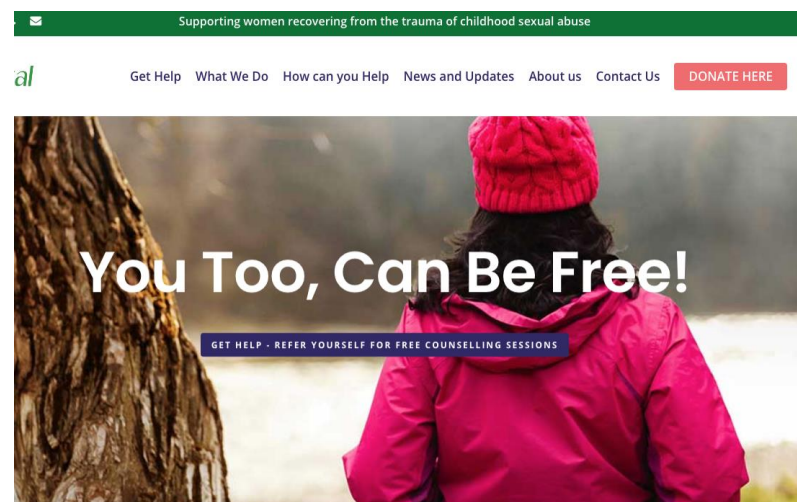 Supporting women recovering from the trauma of childhood sexual abuse
Get Help What We Do How can you Help News and Updates About us Contact Us DONATE HERE
You Too, Can Be Free!
GET HELP - REFER YOURSELF FOR FREE COUNSELLING SESSIONS